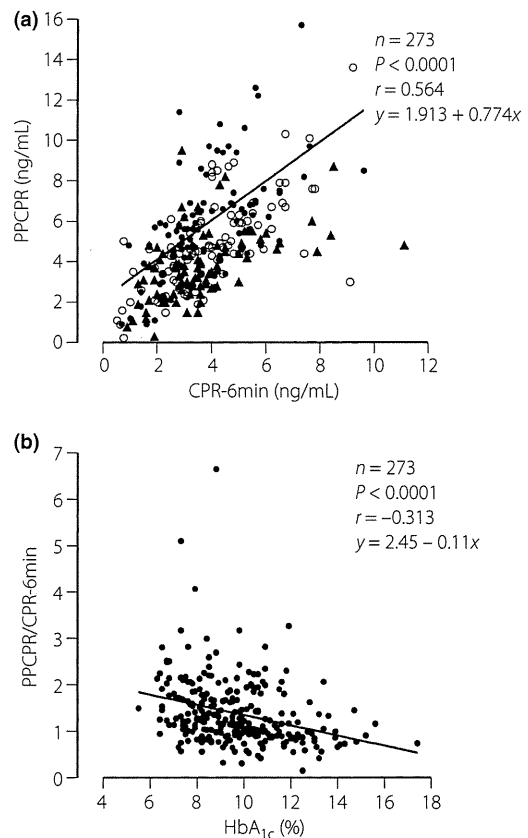 (a)
16
14
12
10
8
6
4
2
0
PPCPR (ng/mL)
n = 273
P < 0.0001
r = 0.564
y = 1.913 + 0.774x
0 2 4 6 8 10 12
CPR-6min (ng/mL)
(b)
7
6
5
4
3
2
1
0
PPCPR/CPR-6min
n = 273
P < 0.0001
r = –0.313
y = 2.45 – 0.11x
4 6 8 10 12 14 16 18
HbA1c (%)